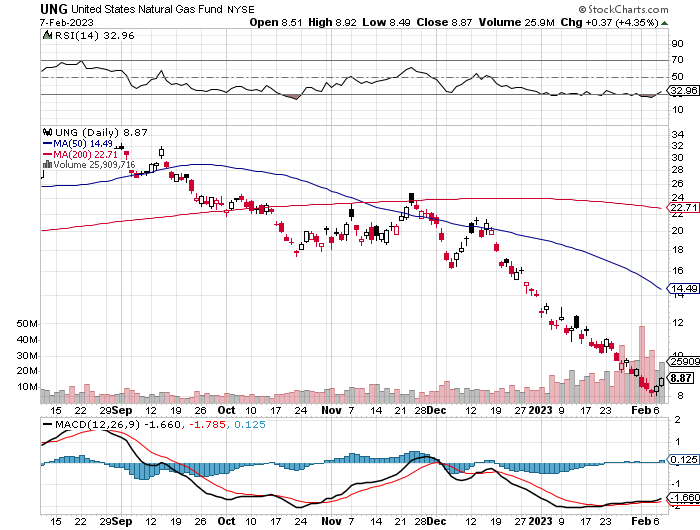 UNG United States Natural Gas Fund NYSE © StockCharts.com
7-Feb-2023 Open 8.51 High 8.92 Low 8.49 Close 8.87 Volume 25.9M Chg +0.37 (+4.35%)
RSI(14) 32.96
90
70
50
32.96
10
UNG (Daily) 8.87
MA(50) 14.49
MA(200) 22.71
Volume 25,909,716
34
32
30
28
26
24
22.71
22
20
18
16
14.49
14
12
10
25909
8.87
8
50M
40M
30M
20M
10M
15 22 29 Sep 12 19 26 Oct 10 17 24 Nov 7 14 21 28 Dec 12 19 27 2023 9 17 23 Feb 6
MACD(12,26,9) -1.660, -1.785, 0.125
2
1
0.125
-1.660
15 22 29 Sep 12 19 26 Oct 10 17 24 Nov 7 14 21 28 Dec 12 19 27 2023 9 17 23 Feb 6